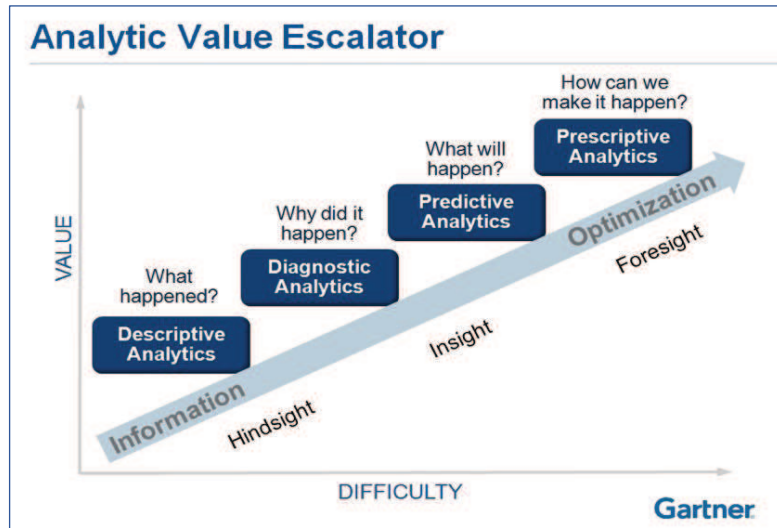 Analytic Value Escalator
How can we
make it happen?
Prescriptive
Analytics
What will
happen?
Predictive
Analytics
Optimization
Foresight
Why did it
happen?
Diagnostic
Analytics
Insight
What
happened?
Descriptive
Analytics
Information
Hindsight
VALUE
DIFFICULTY
Gartner